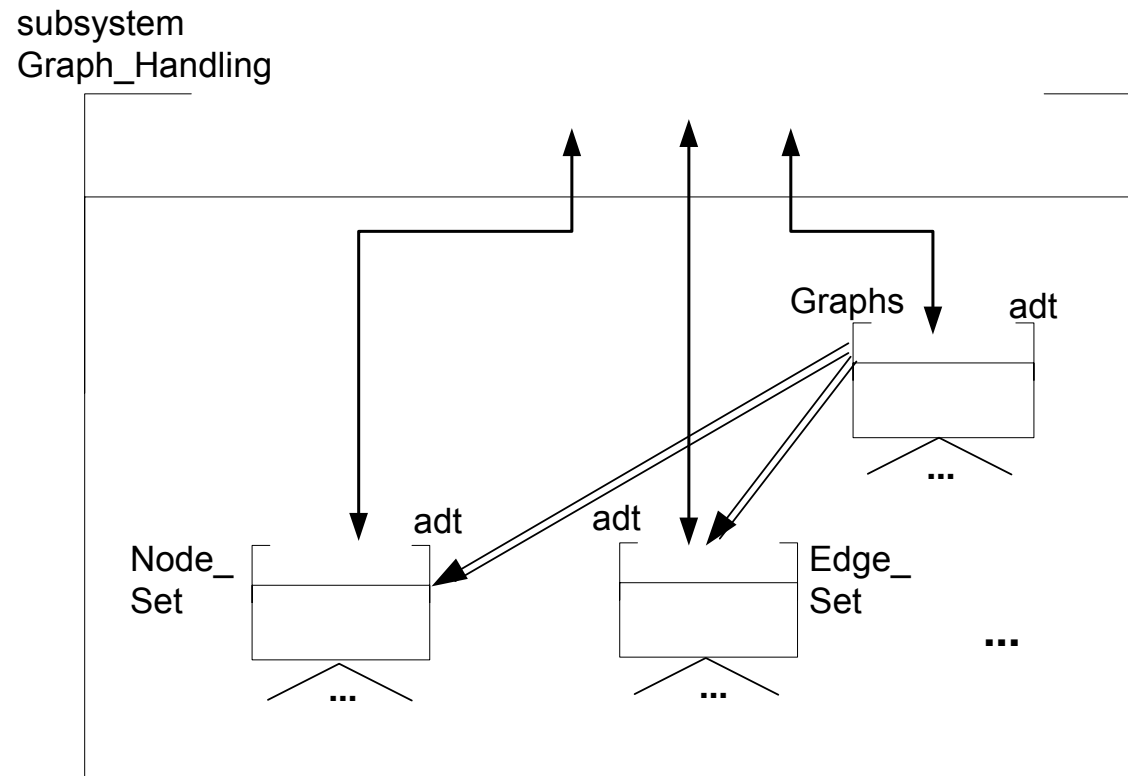 subsystem
Graph_Handling
Graphs
adt
...
adt
adt
Node_
Set
Edge_
Set
...
...
...